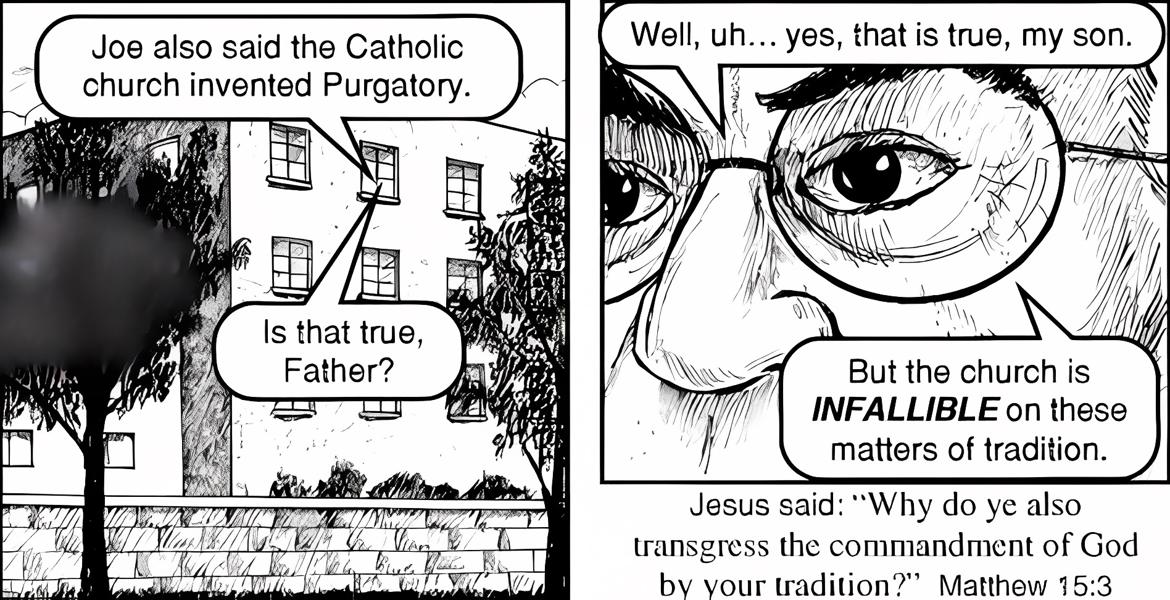 Joe also said the Catholic
church invented Purgatory.
Is that true,
Father?
Well, uh... yes, that is true, my son.
But the church is
INFALLIBLE on these
matters of tradition.
Jesus said: "Why do ye also
transgress the commandment of God
by your tradition?" Matthew 15:3